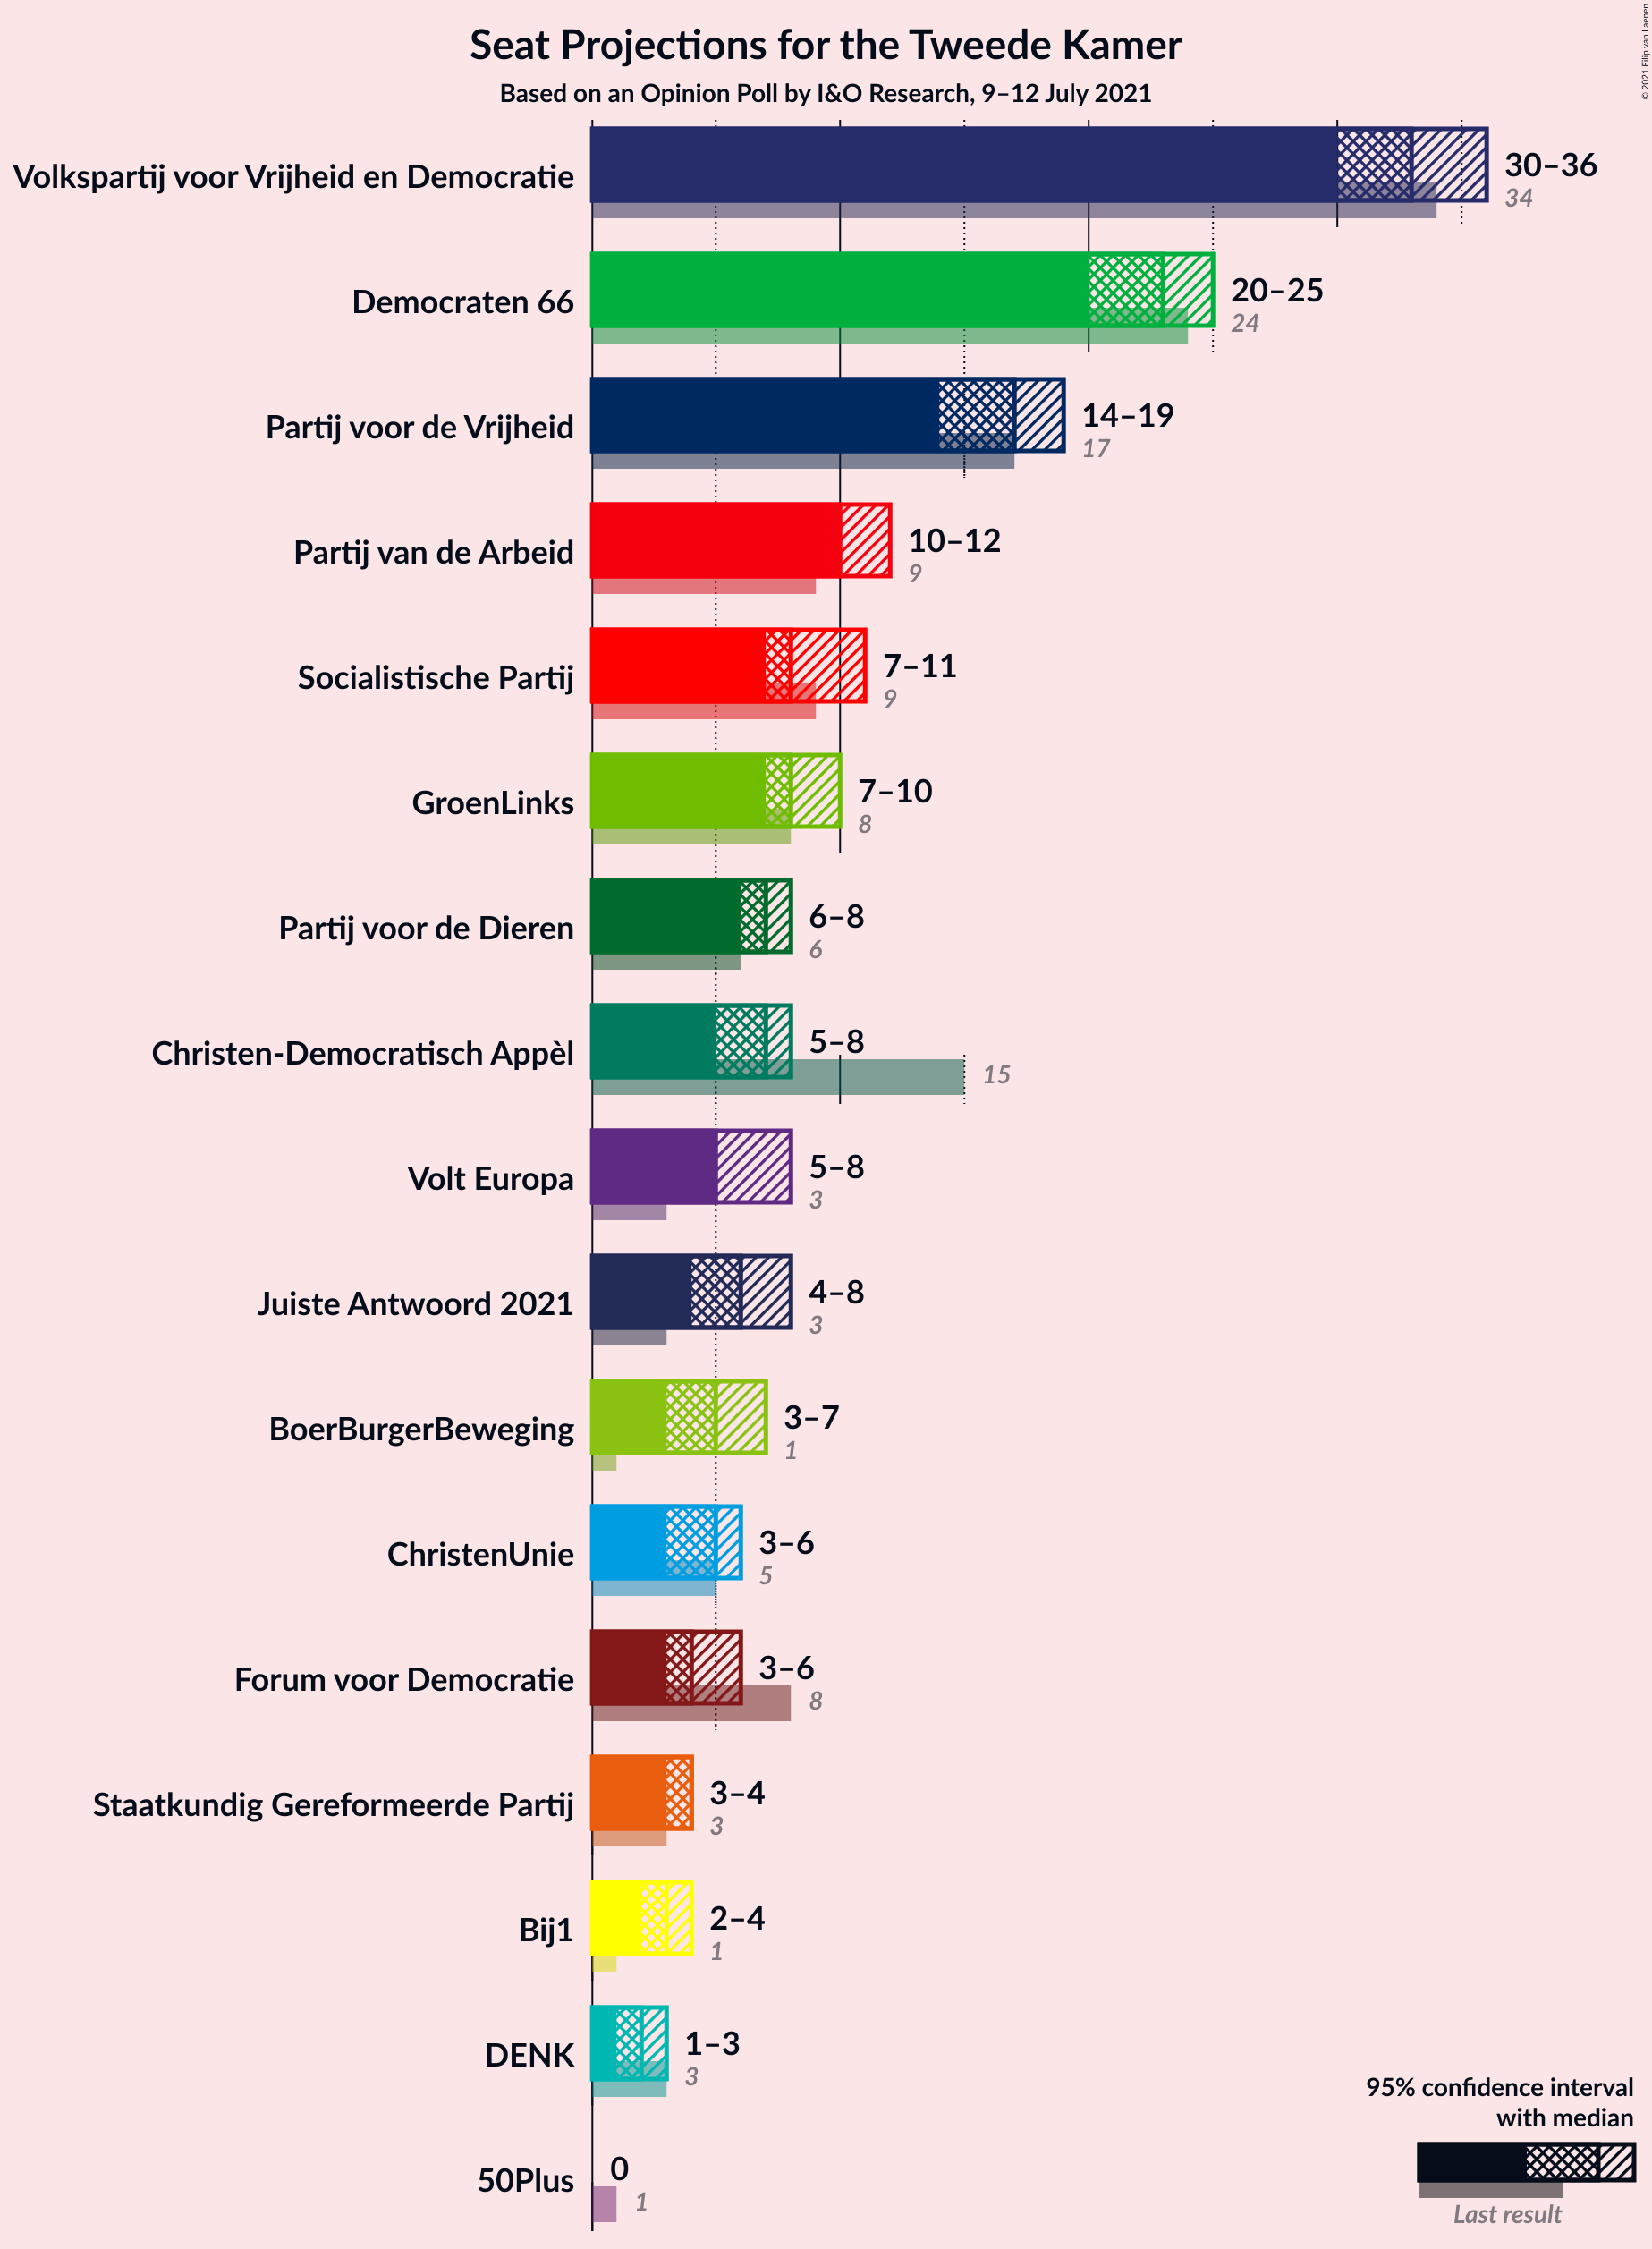 Seat Projections for the Tweede Kamer
Based on an Opinion Poll by I&O Research, 9–12 July 2021
© 2021 Filip van Laenen
Volkspartij voor Vrijheid en Democratie
30–36
34
Democraten 66
20–25
24
Partij voor de Vrijheid
14–19
17
Partij van de Arbeid
10–12
9
Socialistische Partij
7–11
9
GroenLinks
7–10
8
Partij voor de Dieren
6–8
6
Christen-Democratisch Appèl
5–8
15
Volt Europa
5–8
3
Juiste Antwoord 2021
4–8
3
BoerBurgerBeweging
3–7
1
ChristenUnie
3–6
5
Forum voor Democratie
3–6
8
Staatkundig Gereformeerde Partij
3–4
3
Bij1
2–4
1
DENK
1–3
3
50Plus
0
1
95% confidence interval
with median
Last result